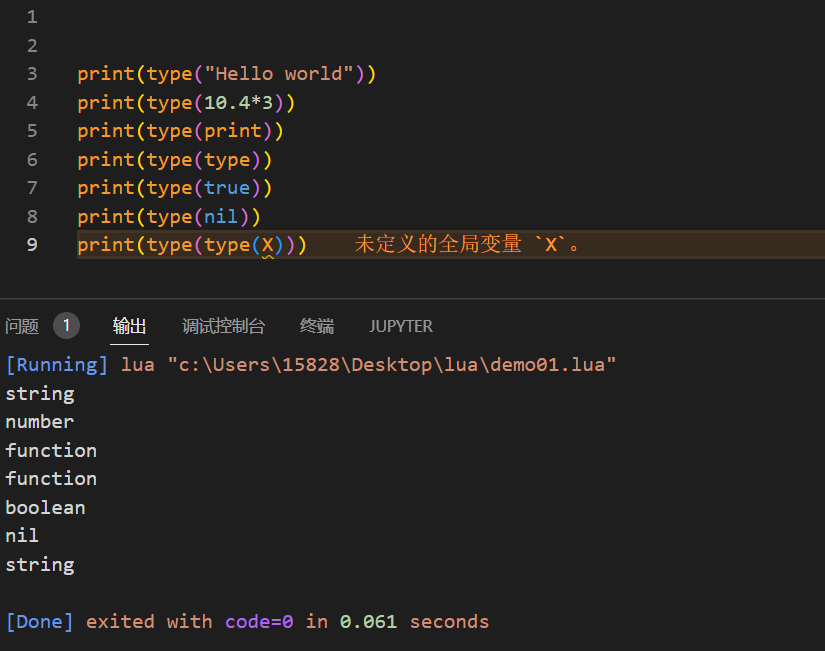 1
2
3 print(type("Hello world"))
4 print(type(10.4*3))
5 print(type(print))
6 print(type(type))
7 print(type(true))
8 print(type(nil))
9 print(type(type(X))) 未定义的全局变量 `X`。
问题 1 输出 调试控制台 终端 JUPYTER
[Running] lua "c:\Users\15828\Desktop\lua\demo01.lua"
string
number
function
function
boolean
nil
string
[Done] exited with code=0 in 0.061 seconds